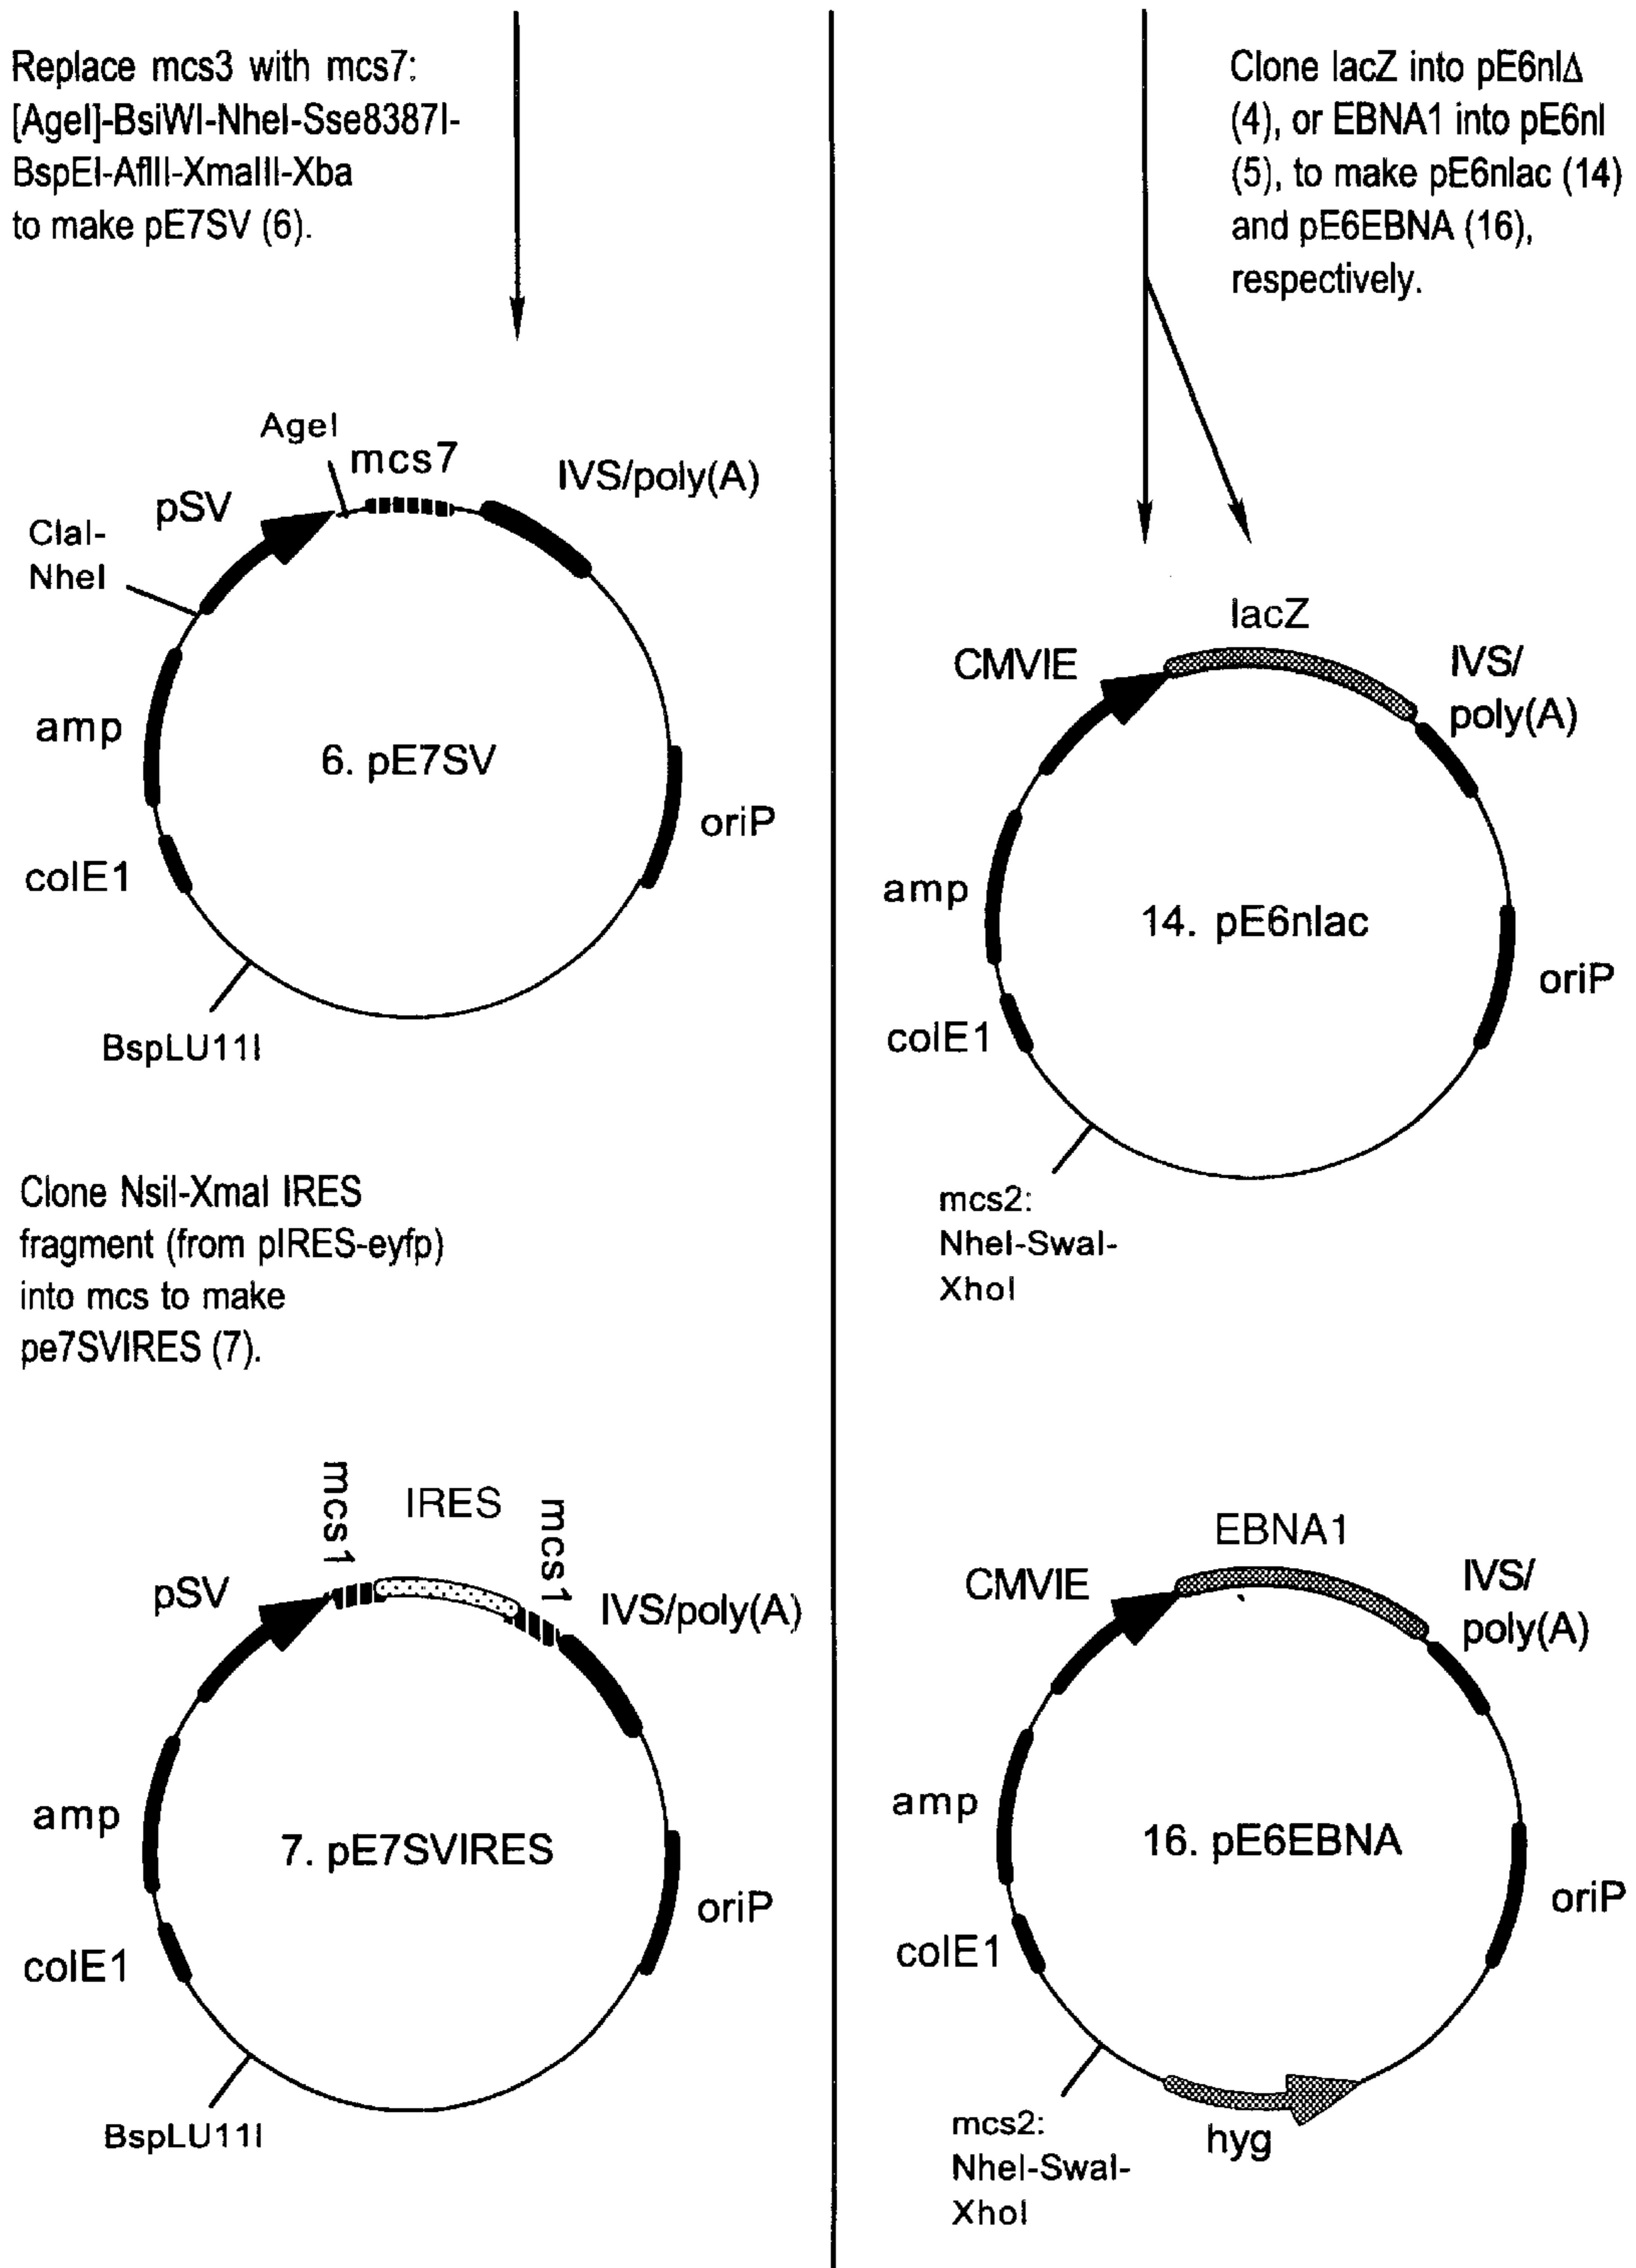 Replace mcs3 with mcs7:
[AgeI]-BsiWI-NheI-Sse8387I-
BspEI-AflII-XmaIII-Xba
to make pE7SV (6).
AgeI
mcs7
IVS/poly(A)
pSV
ClaI-
NheI
amp
6. pE7SV
oriP
colE1
BspLU11I
Clone NsiI-XmaI IRES
fragment (from pIRES-eyfp)
into mcs to make
pe7SVIRES (7).
mcs1
IRES
mcs1
pSV
IVS/poly(A)
amp
7. pE7SVIRES
oriP
colE1
BspLU11I
Clone lacZ into pE6nlΔ
(4), or EBNA1 into pE6nl
(5), to make pE6nlac (14)
and pE6EBNA (16),
respectively.
lacZ
CMVIE
IVS/
poly(A)
amp
14. pE6nlac
oriP
colE1
mcs2:
NheI-SwaI-
XhoI
EBNA1
CMVIE
IVS/
poly(A)
amp
16. pE6EBNA
oriP
colE1
mcs2:
NheI-SwaI-
XhoI
hyg